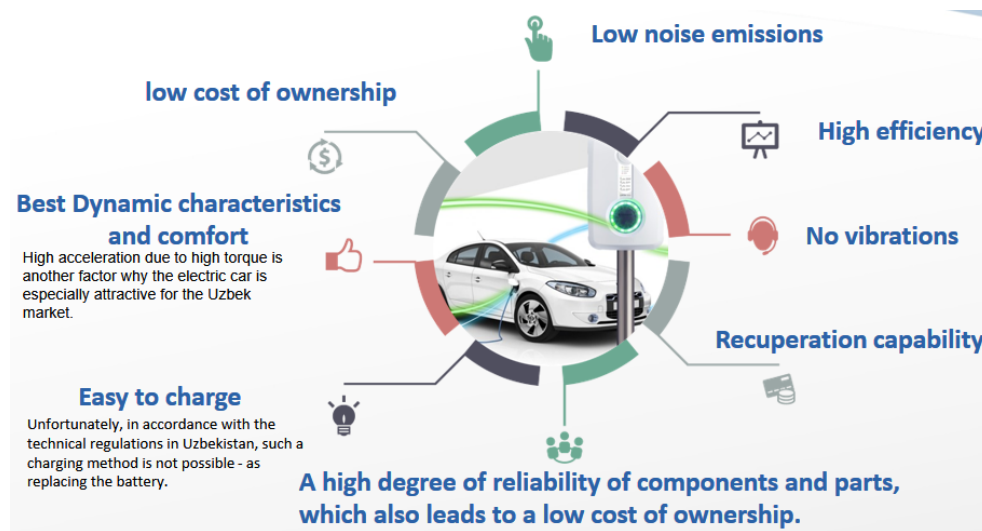 Low noise emissions
low cost of ownership
High efficiency
Best Dynamic characteristics
and comfort
High acceleration due to high torque is
another factor why the electric car is
especially attractive for the Uzbek
market.
No vibrations
Recuperation capability
Easy to charge
Unfortunately, in accordance with the
technical regulations in Uzbekistan, such a
charging method is not possible - as
replacing the battery.
A high degree of reliability of components and parts,
which also leads to a low cost of ownership.